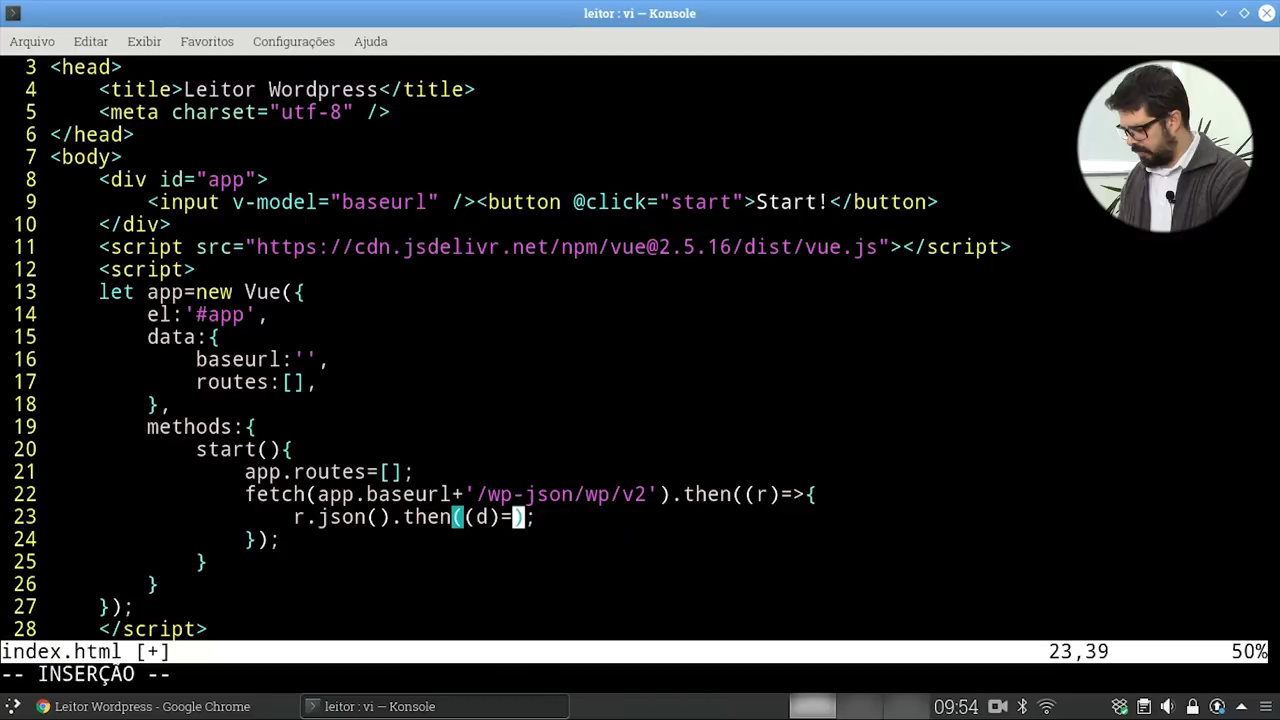 leitor : vi — Konsole
Arquivo Editar Exibir Favoritos Configurações Ajuda
3 <head>
4 <title>Leitor Wordpress</title>
5 <meta charset="utf-8" />
6 </head>
7 <body>
8 <div id="app">
9 <input v-model="baseurl" /><button @click="start">Start!</button>
10 </div>
11 <script src="https://cdn.jsdelivr.net/npm/vue@2.5.16/dist/vue.js"></script>
12 <script>
13 let app=new Vue({
14 el:'#app',
15 data:{
16 baseurl:'',
17 routes:[],
18 },
19 methods:{
20 start(){
21 app.routes=[];
22 fetch(app.baseurl+'/wp-json/wp/v2').then((r)=>{
23 r.json().then((d)=);
24 });
25 }
26 }
27 });
28 </script>
index.html [+] 23,39 50%
-- INSERÇÃO --
Leitor Wordpress - Google Chrome leitor : vi — Konsole 09:54